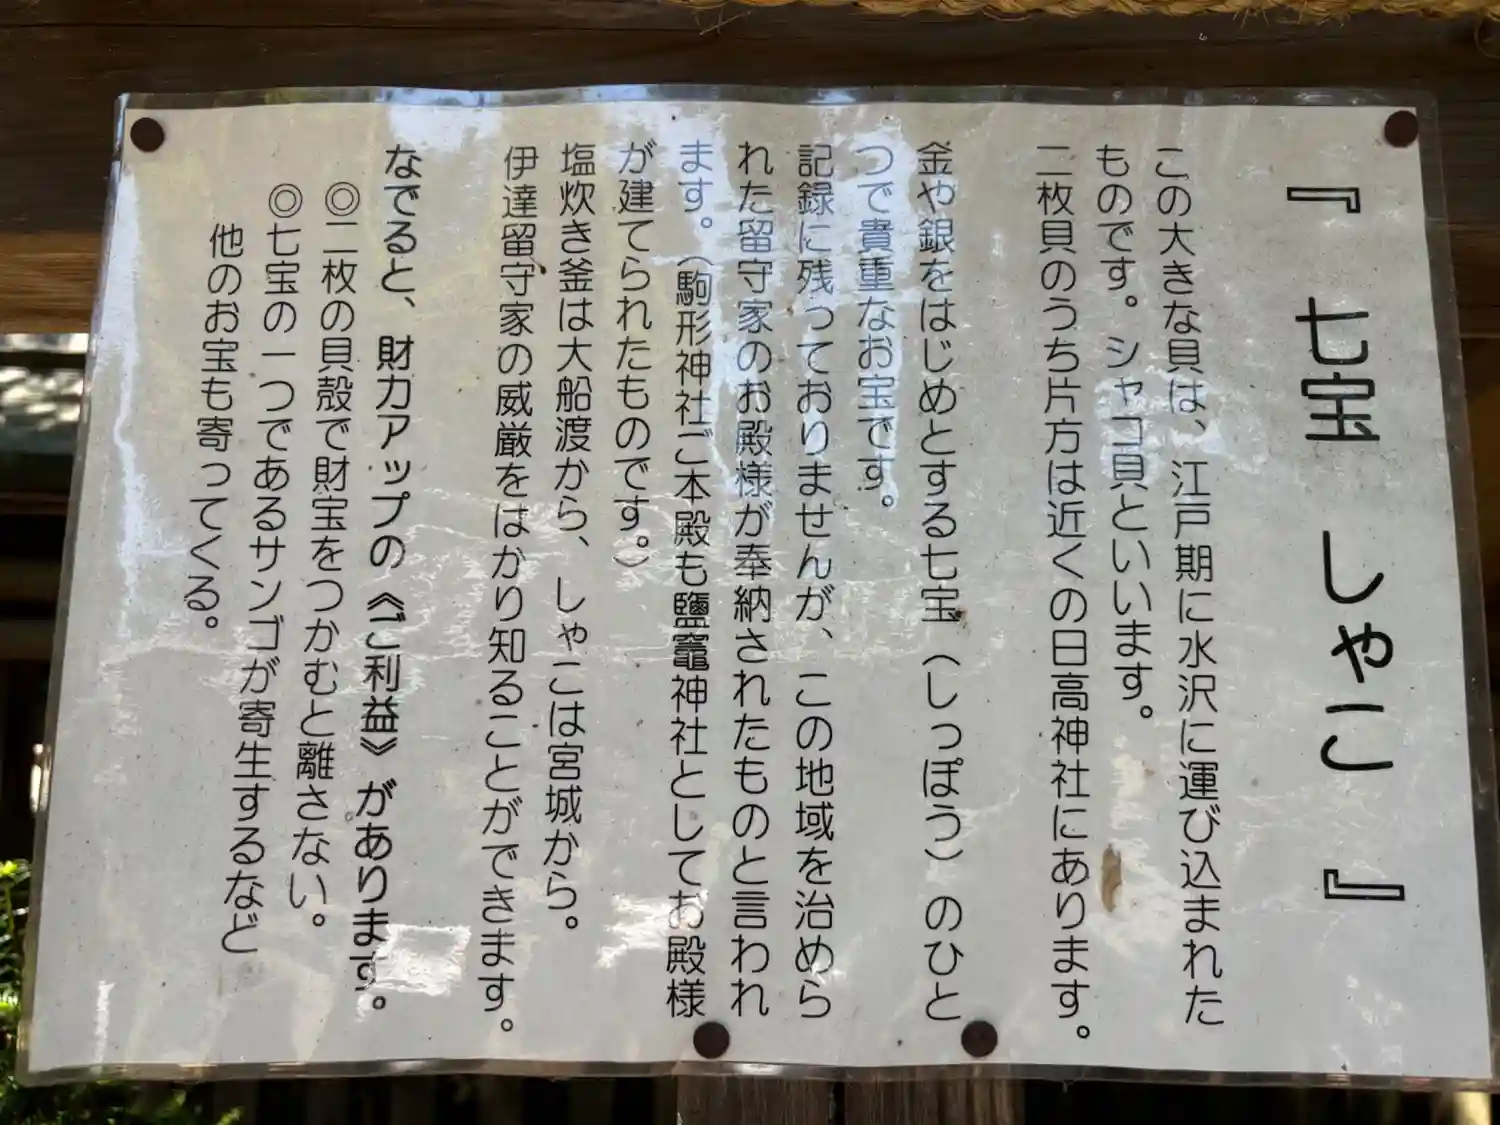 『 七宝 しゃこ 』
この大きな貝は、江戸期に水沢に運び込まれた
ものです。シャコ貝といいます。
二枚貝のうち片方は近くの日高神社にあります。
金や銀をはじめとする七宝（しっぽう）のひと
つで貴重なお宝です。
記録に残っておりませんが、この地域を治めら
れた留守家のお殿様が奉納されたものと言われ
ます。（駒形神社ご本殿も鹽竈神社としてお殿様
が建てられたものです。）
塩炊き釜は大船渡から、しゃこは宮城から。
伊達留守家の威厳をはかり知ることができます。
なでると、財力アップの《ご利益》があります。
◎二枚の貝殻で財宝をつかむと離さない。
◎七宝の一つであるサンゴが寄生するなど
他のお宝も寄ってくる。